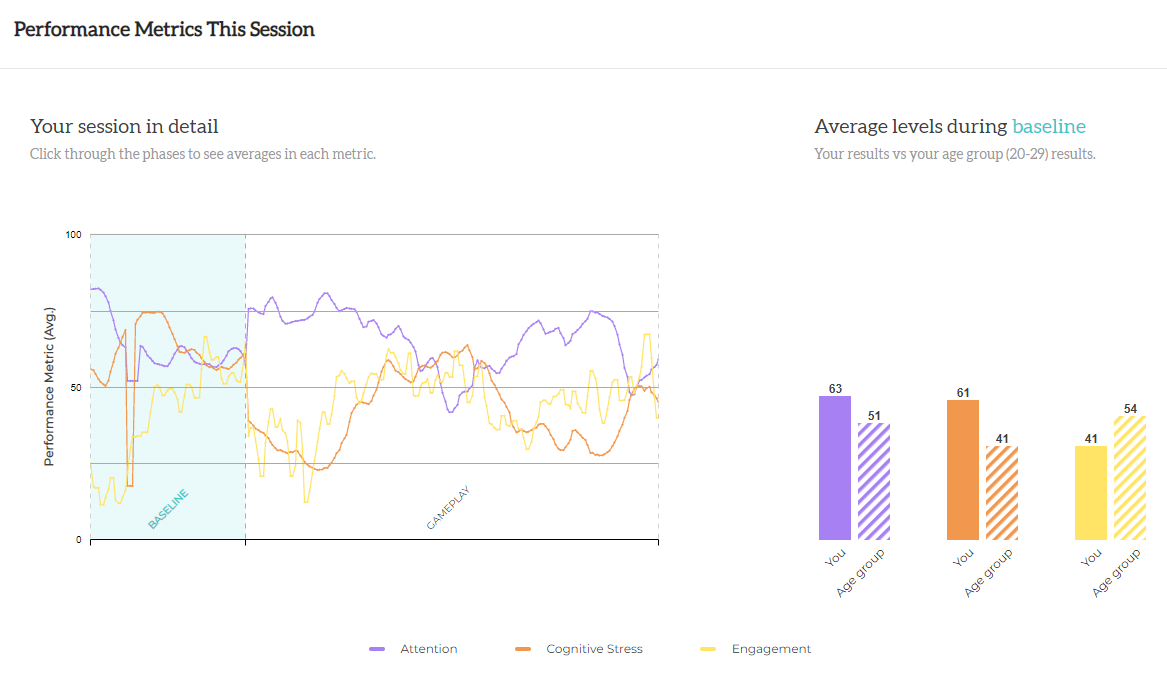 Performance Metrics This Session
Your session in detail
Click through the phases to see averages in each metric.
Performance Metric (Avg.)
100
50
0
BASELINE
GAMEPLAY
Average levels during baseline
Your results vs your age group (20-29) results.
63
51
61
41
41
54
You
Age group
You
Age group
You
Age group
Attention
Cognitive Stress
Engagement